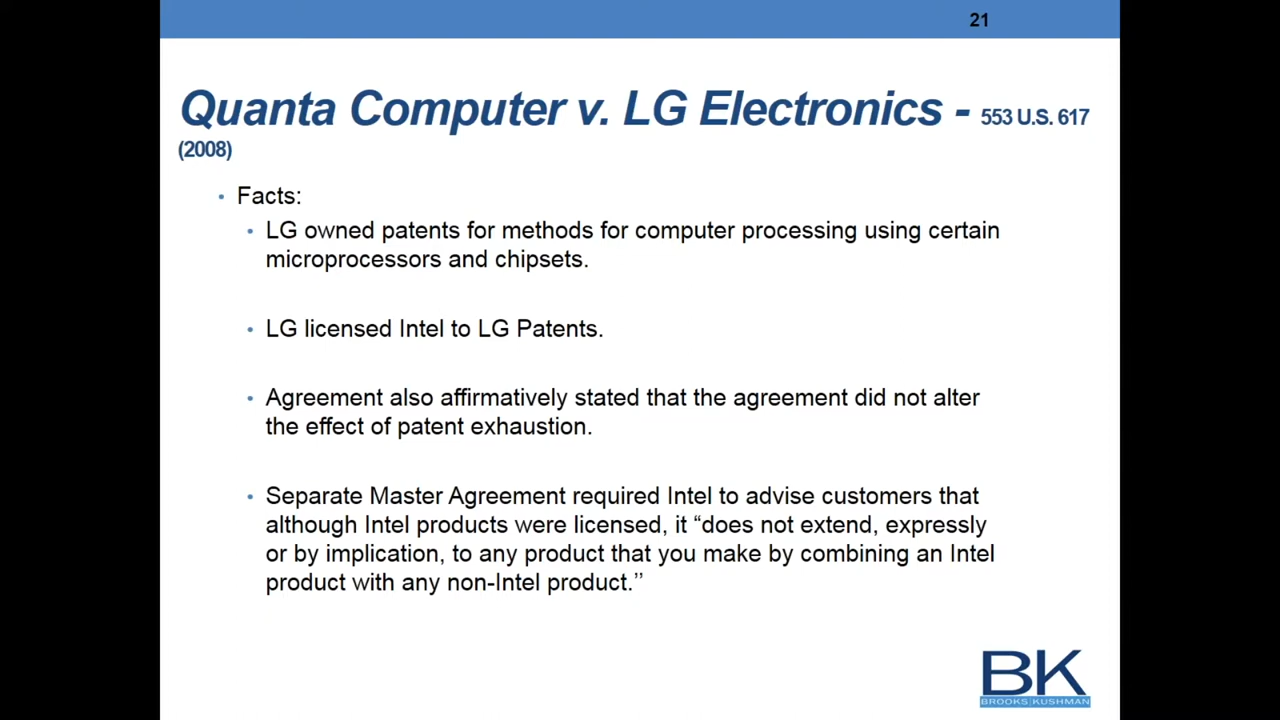 21
Quanta Computer v. LG Electronics - 553 U.S. 617
(2008)
• Facts:
• LG owned patents for methods for computer processing using certain
microprocessors and chipsets.
• LG licensed Intel to LG Patents.
• Agreement also affirmatively stated that the agreement did not alter
the effect of patent exhaustion.
• Separate Master Agreement required Intel to advise customers that
although Intel products were licensed, it “does not extend, expressly
or by implication, to any product that you make by combining an Intel
product with any non-Intel product.’’
BK
BROOKS|KUSHMAN